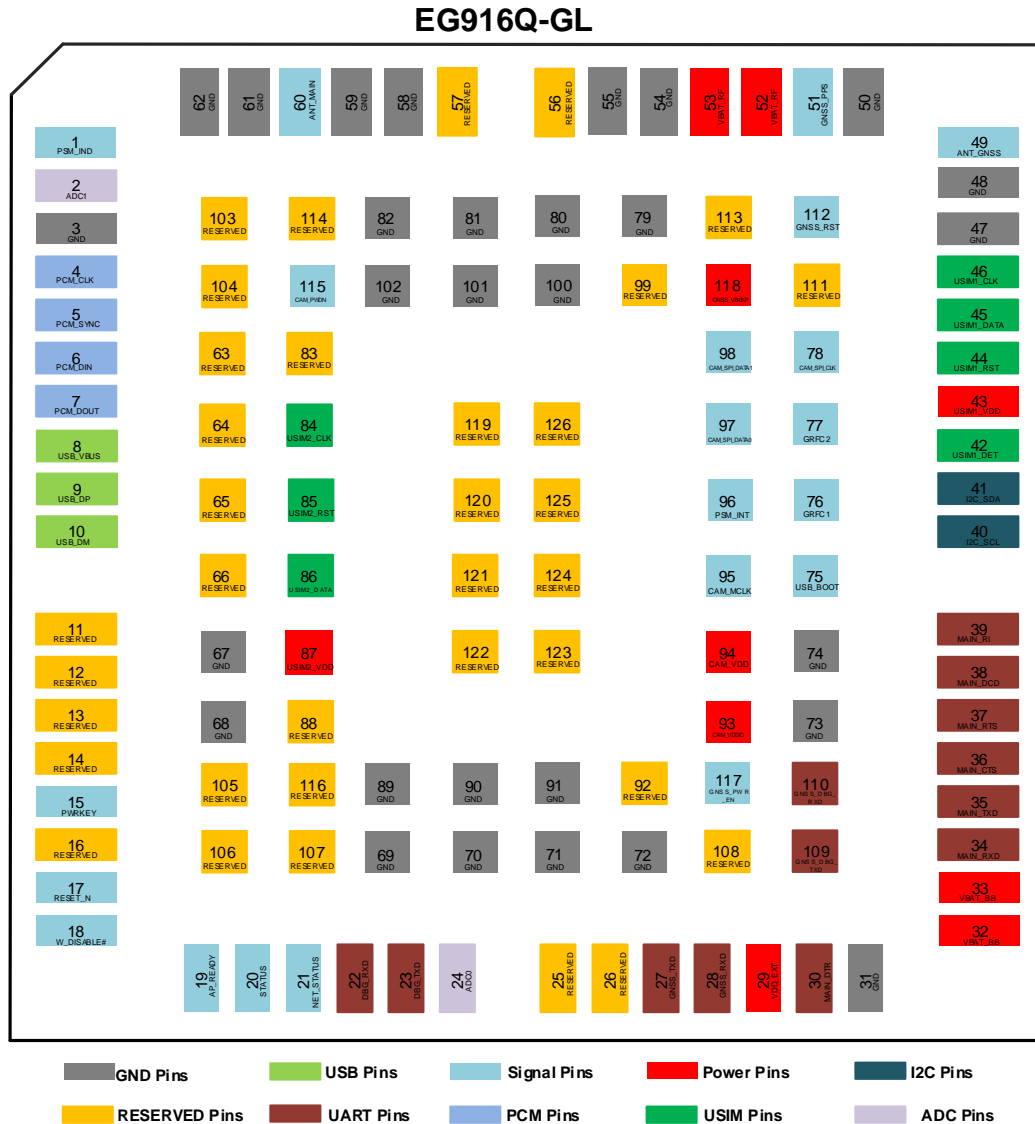 EG916Q-GL
62 GND
61 GND
60 ANT_MAIN
59 GND
58 GND
57 RESERVED
56 RESERVED
55 GND
54 GND
53 VBAT_RF
52 VBAT_RF
51 GNSS_PPS
50 GND
1
PSM_IND
2
ADC1
3
GND
4
PCM_CLK
5
PCM_SYNC
6
PCM_DIN
7
PCM_DOUT
8
USB_VBUS
9
USB_DP
10
USB_DM
11
RESERVED
12
RESERVED
13
RESERVED
14
RESERVED
15
PWRKEY
16
RESERVED
17
RESET_N
18
W_DISABLE#
103
RESERVED
114
RESERVED
82
GND
81
GND
80
GND
79
GND
113
RESERVED
112
GNSS_RST
104
RESERVED
115
CAM_PWDN
102
GND
101
GND
100
GND
99
RESERVED
118
GNSS_VBCKP
111
RESERVED
63
RESERVED
83
RESERVED
98
CAM_SPI_DATA1
78
CAM_SPI_CLK
64
RESERVED
84
USIM2_CLK
119
RESERVED
126
RESERVED
97
CAM_SPI_DATA0
77
GRFC2
65
RESERVED
85
USIM2_RST
120
RESERVED
125
RESERVED
96
PSM_INT
76
GRFC1
66
RESERVED
86
USIM2_DATA
121
RESERVED
124
RESERVED
95
CAM_MCLK
75
USB_BOOT
67
GND
87
USIM2_VDD
122
RESERVED
123
RESERVED
94
CAM_VDD
74
GND
68
GND
88
RESERVED
93
CAM_VDDD
73
GND
105
RESERVED
116
RESERVED
89
GND
90
GND
91
GND
92
RESERVED
117
GNSS_PWR
_EN
110
GNSS_DBG_
RXD
106
RESERVED
107
RESERVED
69
GND
70
GND
71
GND
72
GND
108
RESERVED
109
GNSS_DBG_
TXD
49
ANT_GNSS
48
GND
47
GND
46
USIM1_CLK
45
USIM1_DATA
44
USIM1_RST
43
USIM1_VDD
42
USIM1_DET
41
I2C_SDA
40
I2C_SCL
39
MAIN_RI
38
MAIN_DCD
37
MAIN_RTS
36
MAIN_CTS
35
MAIN_TXD
34
MAIN_RXD
33
VBAT_BB
32
VBAT_BB
19 AP_READY
20 STATUS
21 NET_STATUS
22 DBG_RXD
23 DBG_TXD
24 ADC0
25 RESERVED
26 RESERVED
27 GNSS_TXD
28 GNSS_RXD
29 VDD_EXT
30 MAIN_DTR
31 GND
GND Pins
USB Pins
Signal Pins
Power Pins
I2C Pins
RESERVED Pins
UART Pins
PCM Pins
USIM Pins
ADC Pins